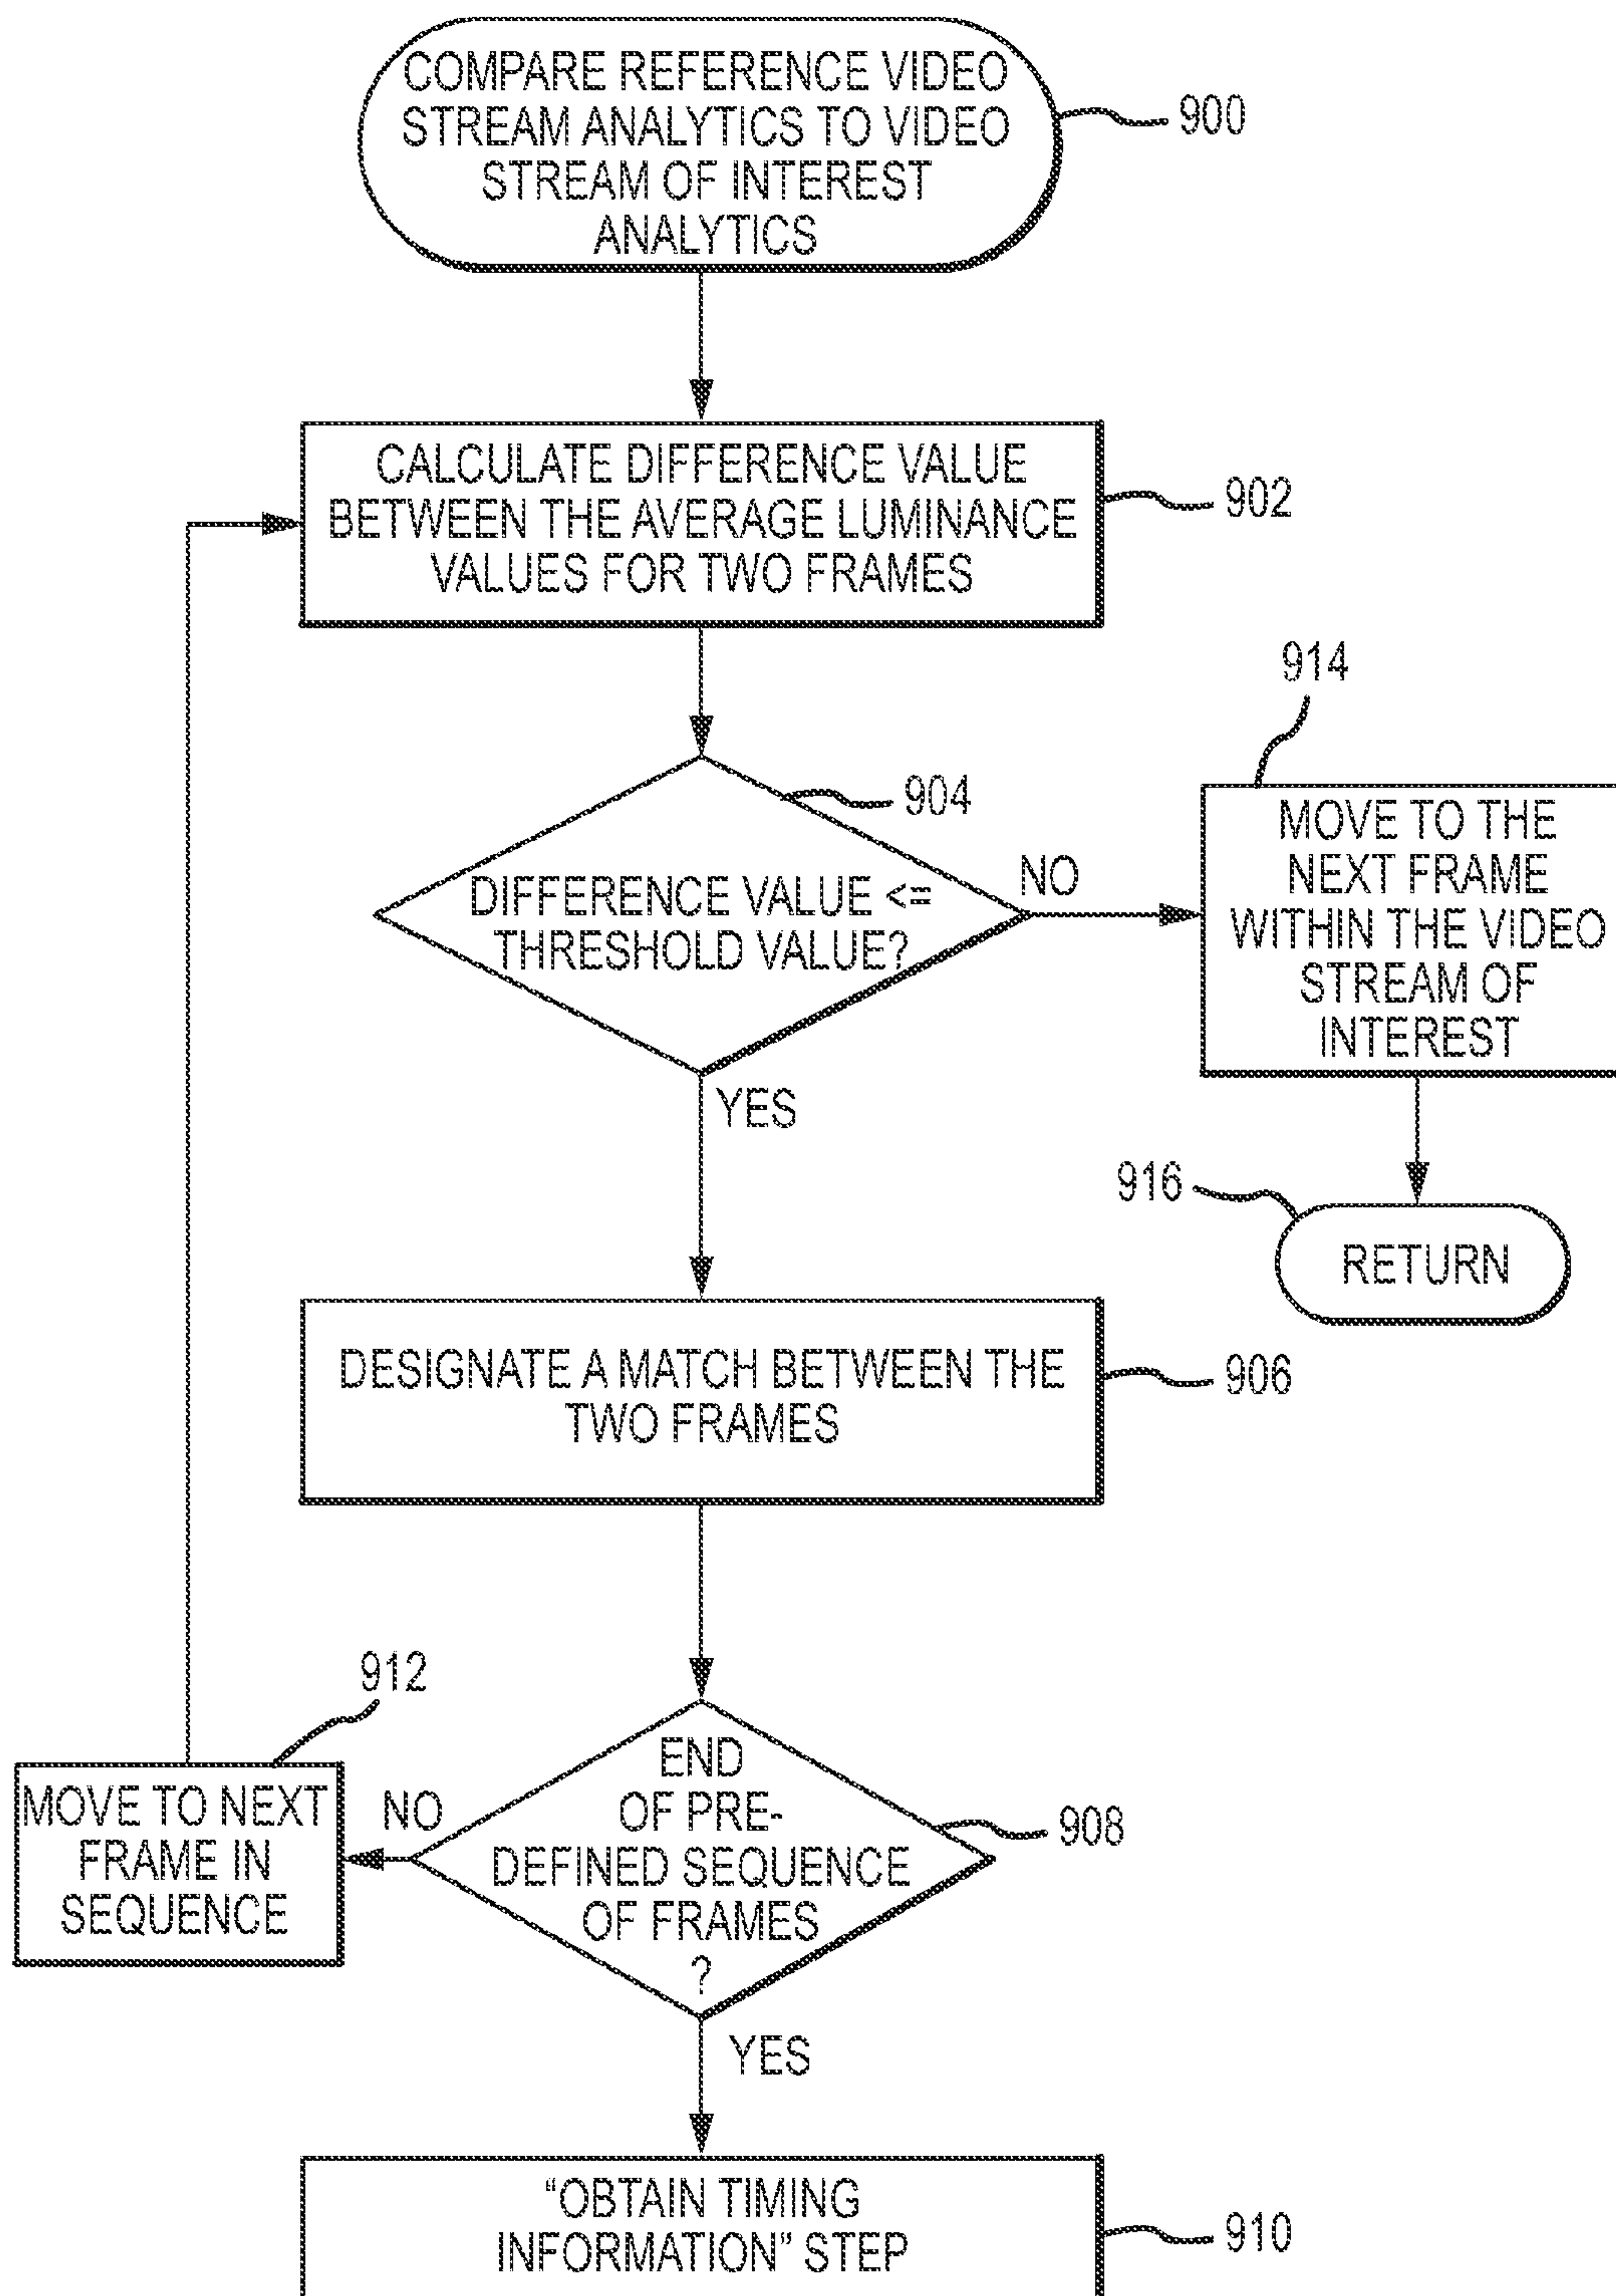 COMPARE REFERENCE VIDEO
STREAM ANALYTICS TO VIDEO
STREAM OF INTEREST
ANALYTICS
900
CALCULATE DIFFERENCE VALUE
BETWEEN THE AVERAGE LUMINANCE
VALUES FOR TWO FRAMES
902
914
904
DIFFERENCE VALUE <=
THRESHOLD VALUE?
NO
MOVE TO THE
NEXT FRAME
WITHIN THE VIDEO
STREAM OF
INTEREST
YES
916
RETURN
DESIGNATE A MATCH BETWEEN THE
TWO FRAMES
906
912
MOVE TO NEXT
FRAME IN
SEQUENCE
NO
END
OF PRE-
DEFINED SEQUENCE
OF FRAMES
?
908
YES
“OBTAIN TIMING
INFORMATION” STEP
910